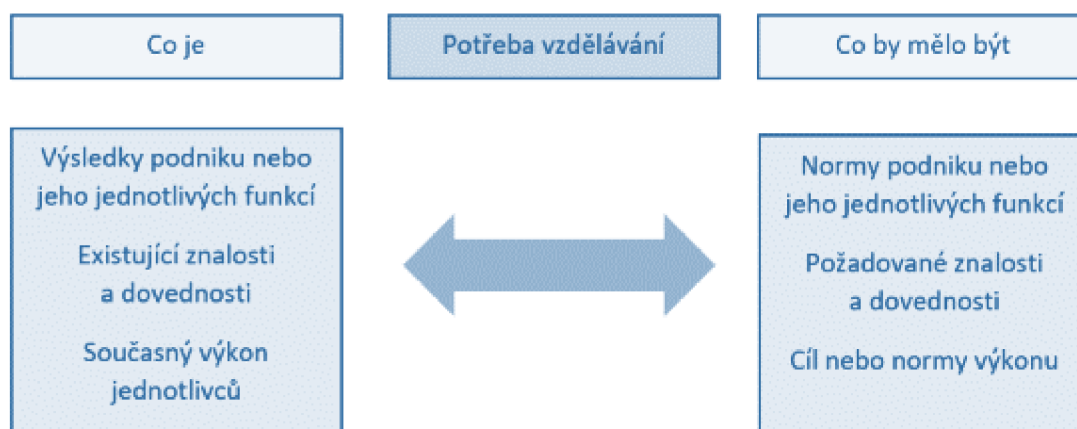 Co je
Potřeba vzdělávání
Co by mělo být
Výsledky podniku nebo
jeho jednotlivých funkcí
Existující znalosti
a dovednosti
Současný výkon
jednotlivců
Normy podniku nebo
jeho jednotlivých funkcí
Požadované znalosti
a dovednosti
Cíl nebo normy výkonu